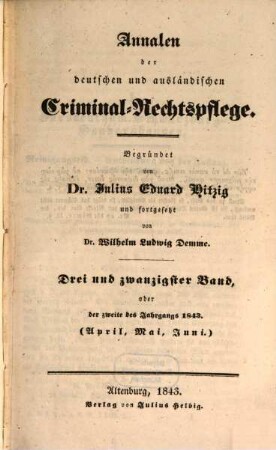 Annalen
der
deutschen und ausländischen
Criminal-Rechtspflege.
Begründet
von
Dr. Julius Eduard Hitzig
und fortgesetzt
von
Dr. Wilhelm Ludwig Demme.
Drei und zwanzigster Band,
oder
der zweite des Jahrgangs 1843.
(April, Mai, Juni.)
Altenburg, 1843.
Verlag von Julius Helbig.